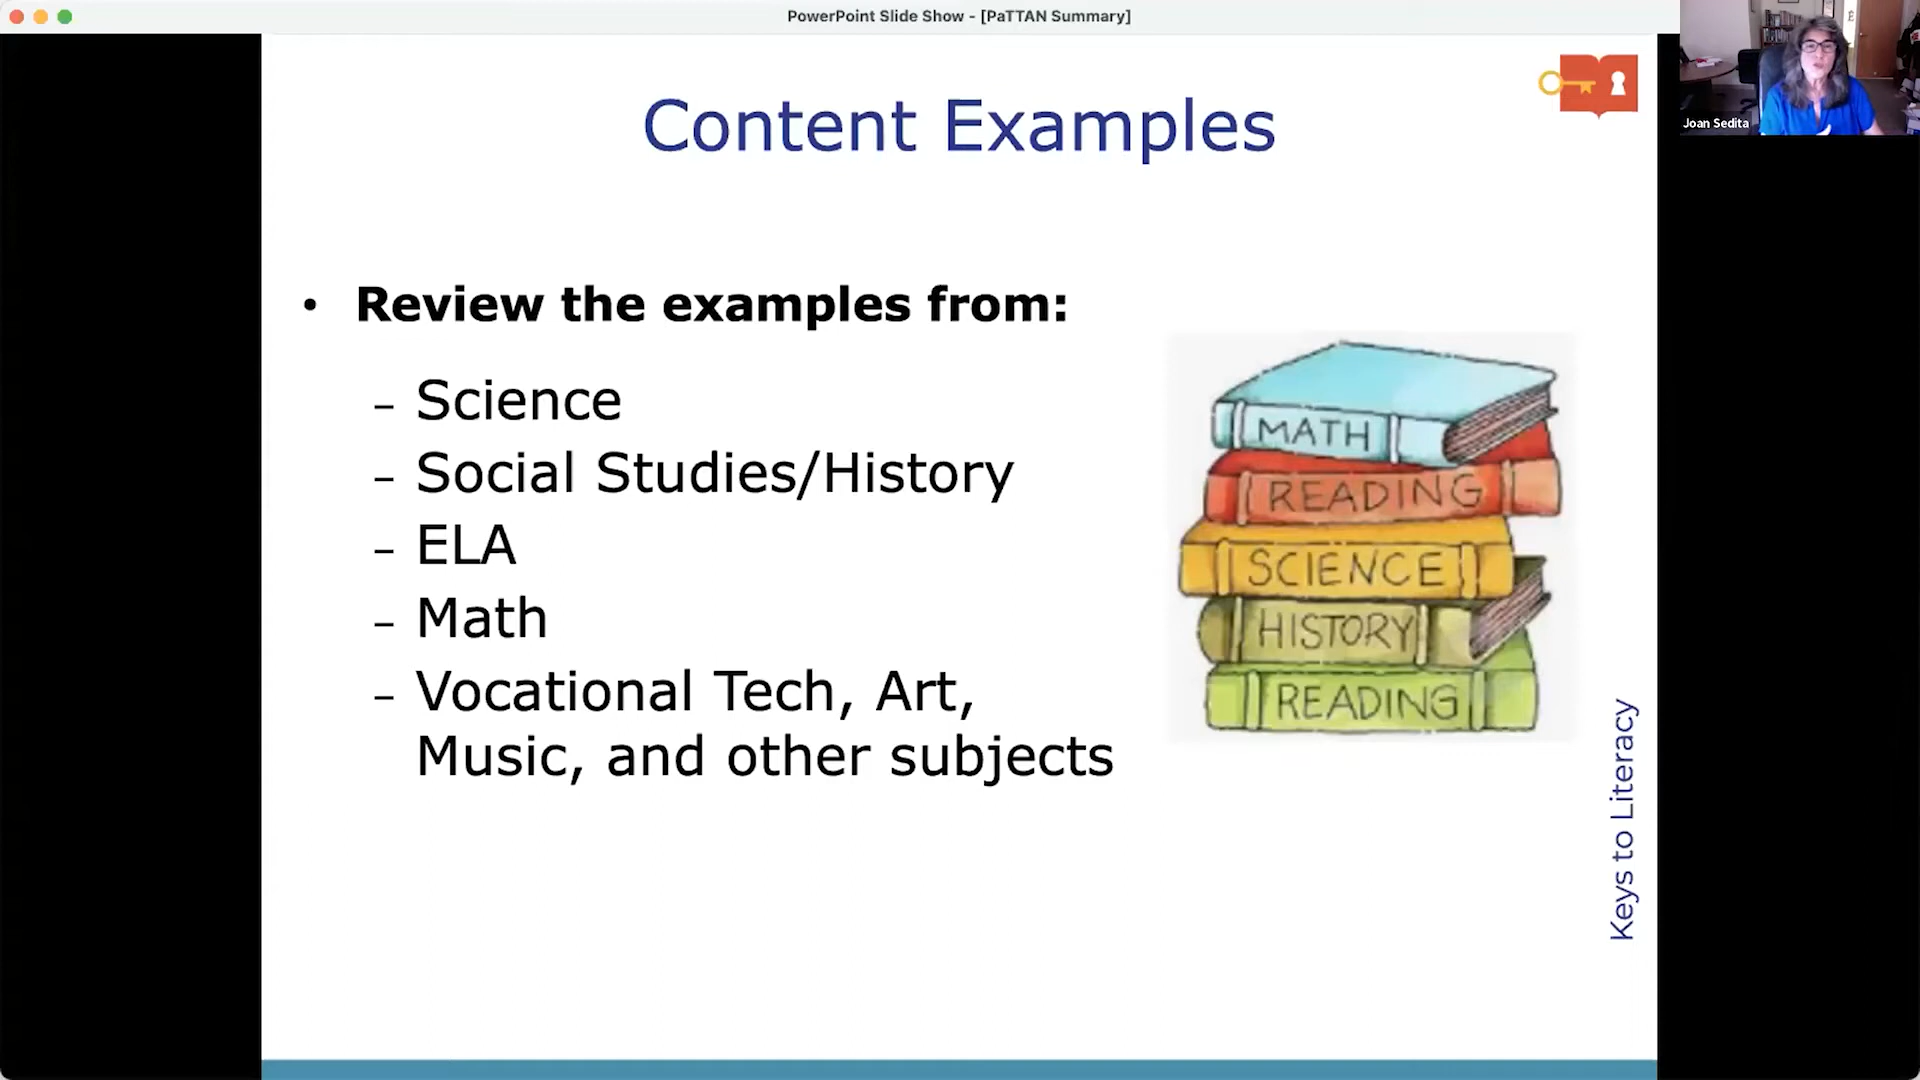 PowerPoint Slide Show - [PaTTAN Summary]
Joan Sedita
Content Examples
• Review the examples from:
– Science
– Social Studies/History
– ELA
– Math
– Vocational Tech, Art,
Music, and other subjects
MATH
READING
SCIENCE
HISTORY
READING
Keys to Literacy